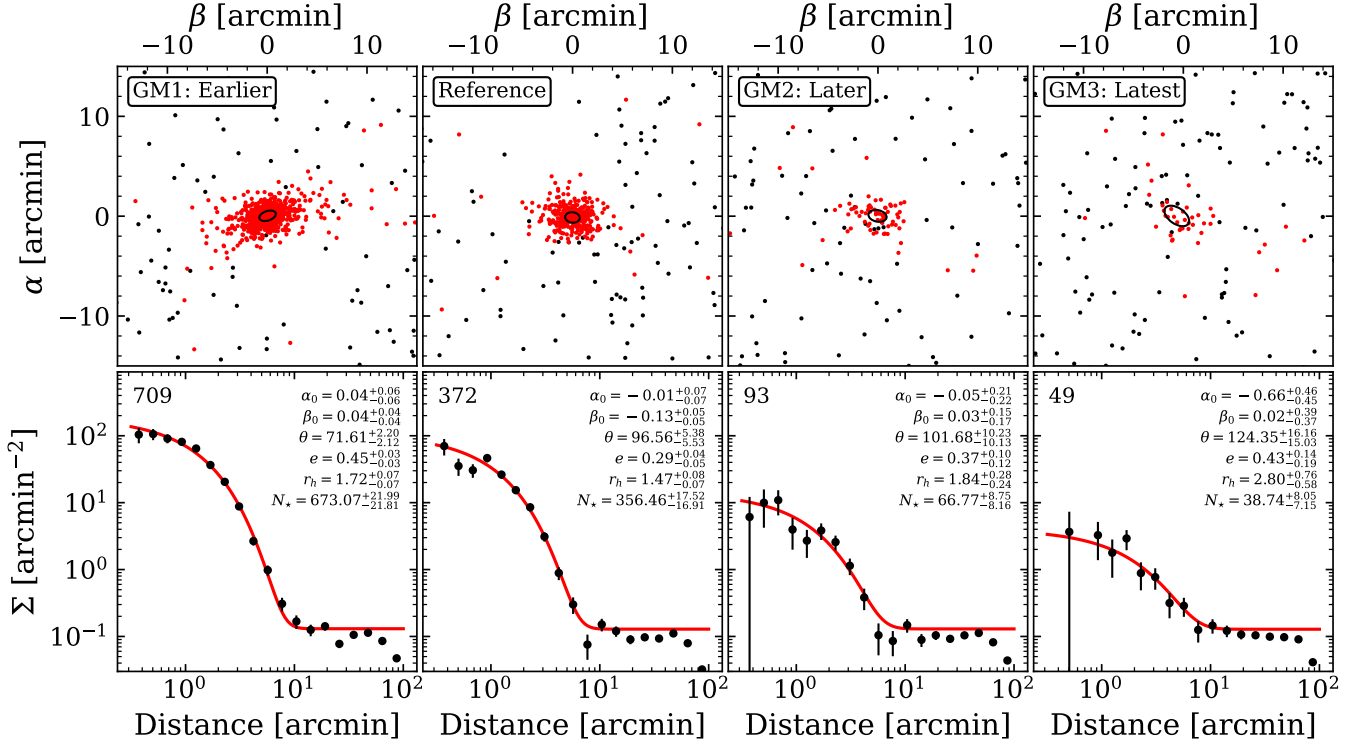 β [arcmin] β [arcmin] β [arcmin] β [arcmin]
−10 0 10 −10 0 10 −10 0 10 −10 0 10
GM1: Earlier Reference GM2: Later GM3: Latest
α [arcmin]
10
0
−10
709
α₀ = 0.04 +0.06 −0.06
β₀ = 0.04 +0.04 −0.04
θ = 71.61 +2.20 −2.12
e = 0.45 +0.03 −0.03
r_h = 1.72 +0.07 −0.07
N⋆ = 673.07 +21.99 −21.81
372
α₀ = −0.01 +0.07 −0.07
β₀ = −0.13 +0.05 −0.05
θ = 96.56 +5.38 −5.53
e = 0.29 +0.04 −0.05
r_h = 1.47 +0.08 −0.07
N⋆ = 356.46 +17.52 −16.91
93
α₀ = −0.05 +0.21 −0.22
β₀ = 0.03 +0.15 −0.17
θ = 101.68 +10.23 −10.13
e = 0.37 +0.10 −0.12
r_h = 1.84 +0.28 −0.24
N⋆ = 66.77 +8.75 −8.16
49
α₀ = −0.66 +0.46 −0.45
β₀ = 0.02 +0.39 −0.37
θ = 124.35 +16.16 −15.03
e = 0.43 +0.14 −0.19
r_h = 2.80 +0.76 −0.58
N⋆ = 38.74 +8.05 −7.15
Σ [arcmin⁻²]
10²
10¹
10⁰
10⁻¹
10⁰ 10¹ 10² 10⁰ 10¹ 10² 10⁰ 10¹ 10² 10⁰ 10¹ 10²
Distance [arcmin] Distance [arcmin] Distance [arcmin] Distance [arcmin]